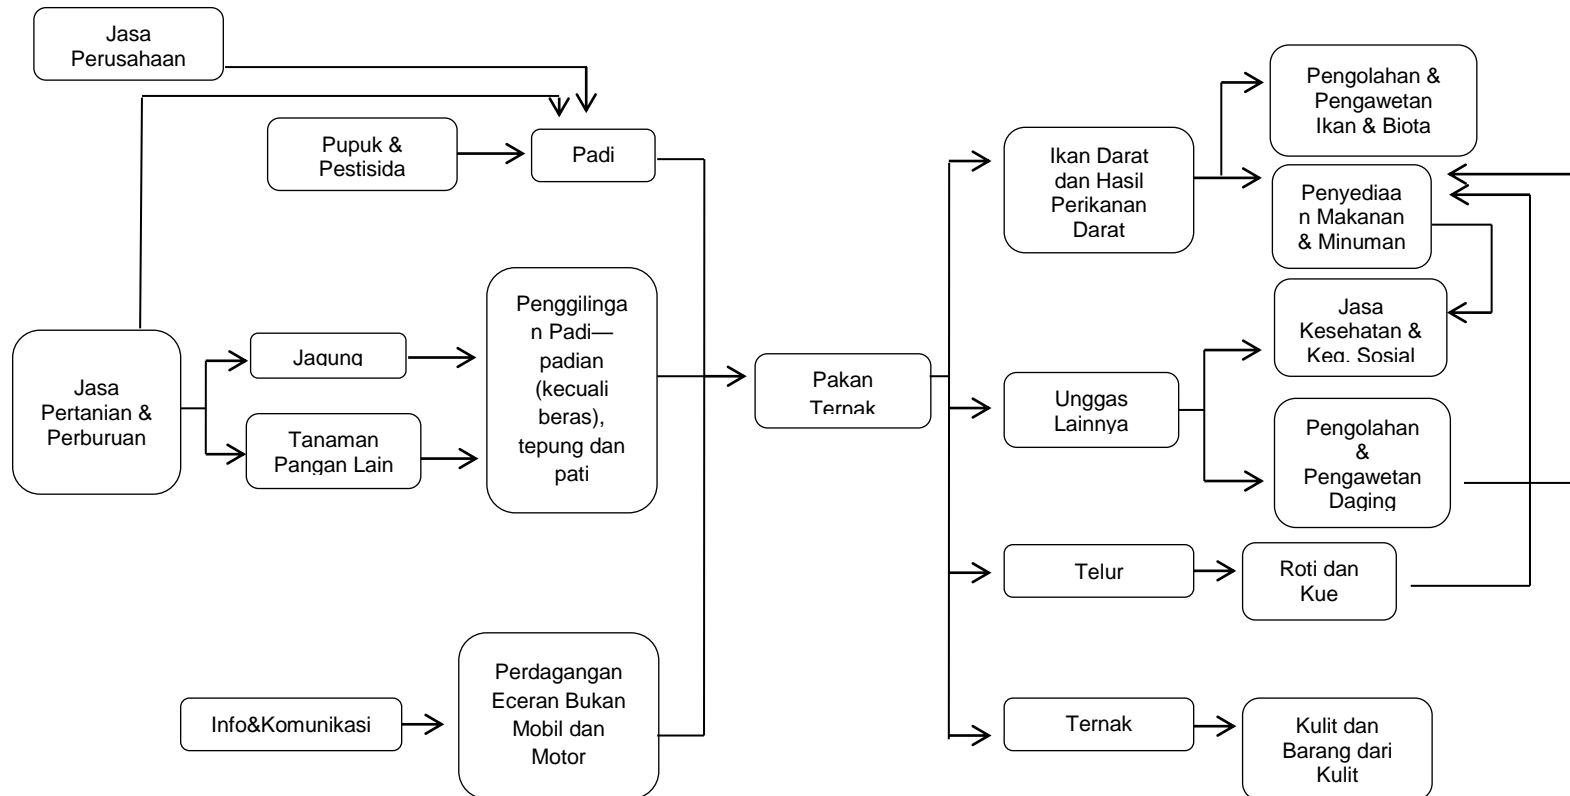 Jasa
Perusahaan
Pupuk &
Pestisida
Padi
Jasa
Pertanian &
Perburuan
Jagung
Tanaman
Pangan Lain
Penggilinga
n Padi—
padian
(kecuali
beras),
tepung dan
pati
Info&Komunikasi
Perdagangan
Eceran Bukan
Mobil dan
Motor
Pakan
Ternak
Ikan Darat
dan Hasil
Perikanan
Darat
Unggas
Lainnya
Telur
Ternak
Pengolahan &
Pengawetan
Ikan & Biota
Penyediaa
n Makanan
& Minuman
Jasa
Kesehatan &
Keg. Sosial
Pengolahan
&
Pengawetan
Daging
Roti dan
Kue
Kulit dan
Barang dari
Kulit